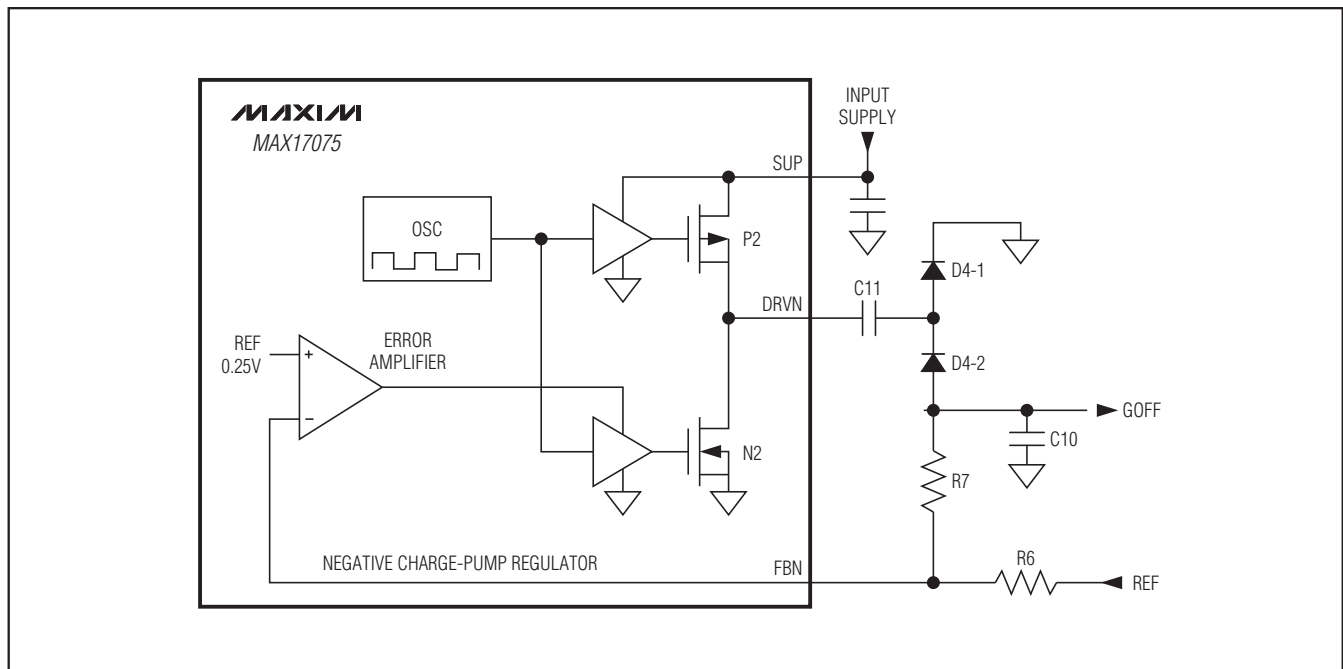 MAXIM
MAX17075
INPUT
SUPPLY
SUP
OSC
P2
C11
D4-1
DRVN
REF
0.25V
ERROR
AMPLIFIER
+
−
D4-2
GOFF
C10
N2
R7
NEGATIVE CHARGE-PUMP REGULATOR
FBN
R6
REF